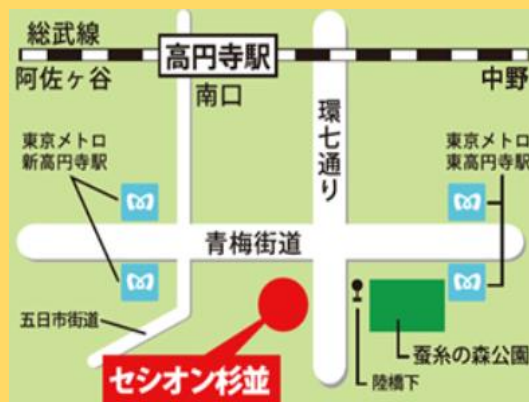 総武線
高円寺駅
阿佐ヶ谷
中野
南口
環七通り
東京メトロ
新高円寺駅
東京メトロ
東高円寺駅
青梅街道
五日市街道
セシオン杉並
陸橋下
蚕糸の森公園